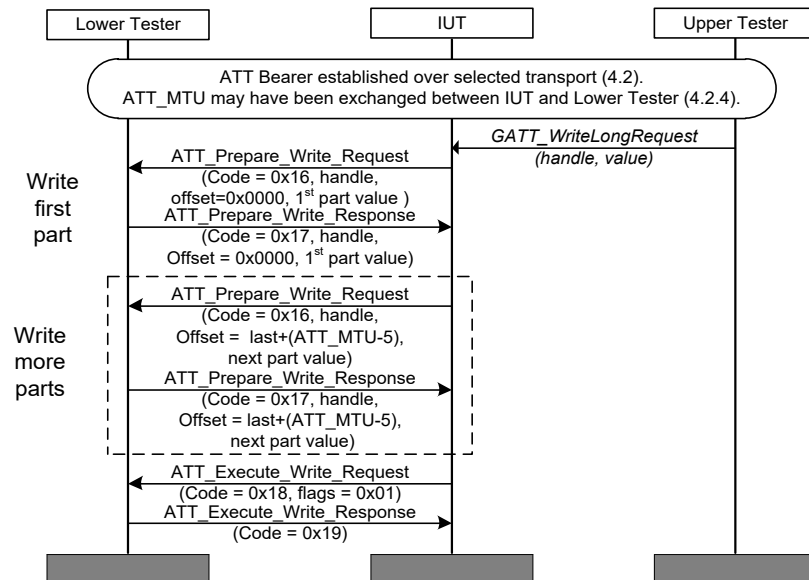 Lower Tester
IUT
Upper Tester
ATT Bearer established over selected transport (4.2).
ATT_MTU may have been exchanged between IUT and Lower Tester (4.2.4).
GATT_WriteLongRequest
(handle, value)
Write
first
part
ATT_Prepare_Write_Request
(Code = 0x16, handle,
offset=0x0000, 1st part value )
ATT_Prepare_Write_Response
(Code = 0x17, handle,
Offset = 0x0000, 1st part value)
Write
more
parts
ATT_Prepare_Write_Request
(Code = 0x16, handle,
Offset = last+(ATT_MTU-5),
next part value)
ATT_Prepare_Write_Response
(Code = 0x17, handle,
Offset = last+(ATT_MTU-5),
next part value)
ATT_Execute_Write_Request
(Code = 0x18, flags = 0x01)
ATT_Execute_Write_Response
(Code = 0x19)